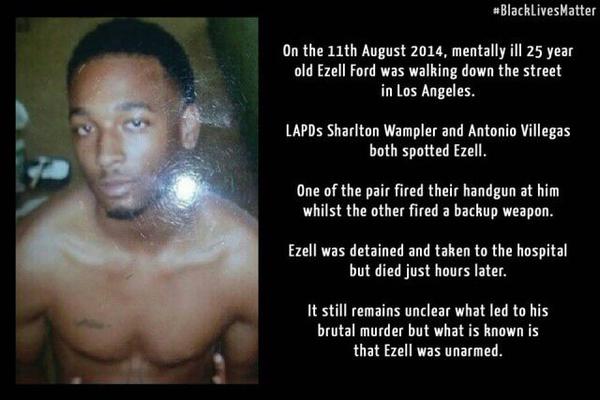 #BlackLivesMatter
On the 11th August 2014, mentally ill 25 year
old Ezell Ford was walking down the street
in Los Angeles.
LAPDs Sharlton Wampler and Antonio Villegas
both spotted Ezell.
One of the pair fired their handgun at him
whilst the other fired a backup weapon.
Ezell was detained and taken to the hospital
but died just hours later.
It still remains unclear what led to his
brutal murder but what is known is
that Ezell was unarmed.